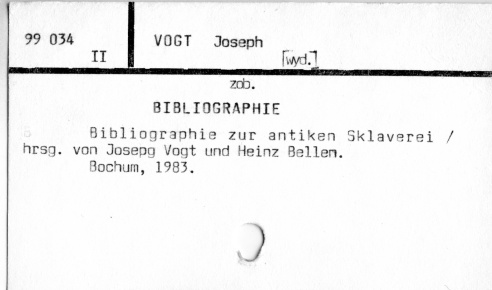 99 034
II
VOGT Joseph
[wyd.]
zob.
BIBLIOGRAPHIE
Bibliographie zur antiken Sklaverei /
hrsg. von Josepg Vogt und Heinz Bellen.
Bochum, 1983.